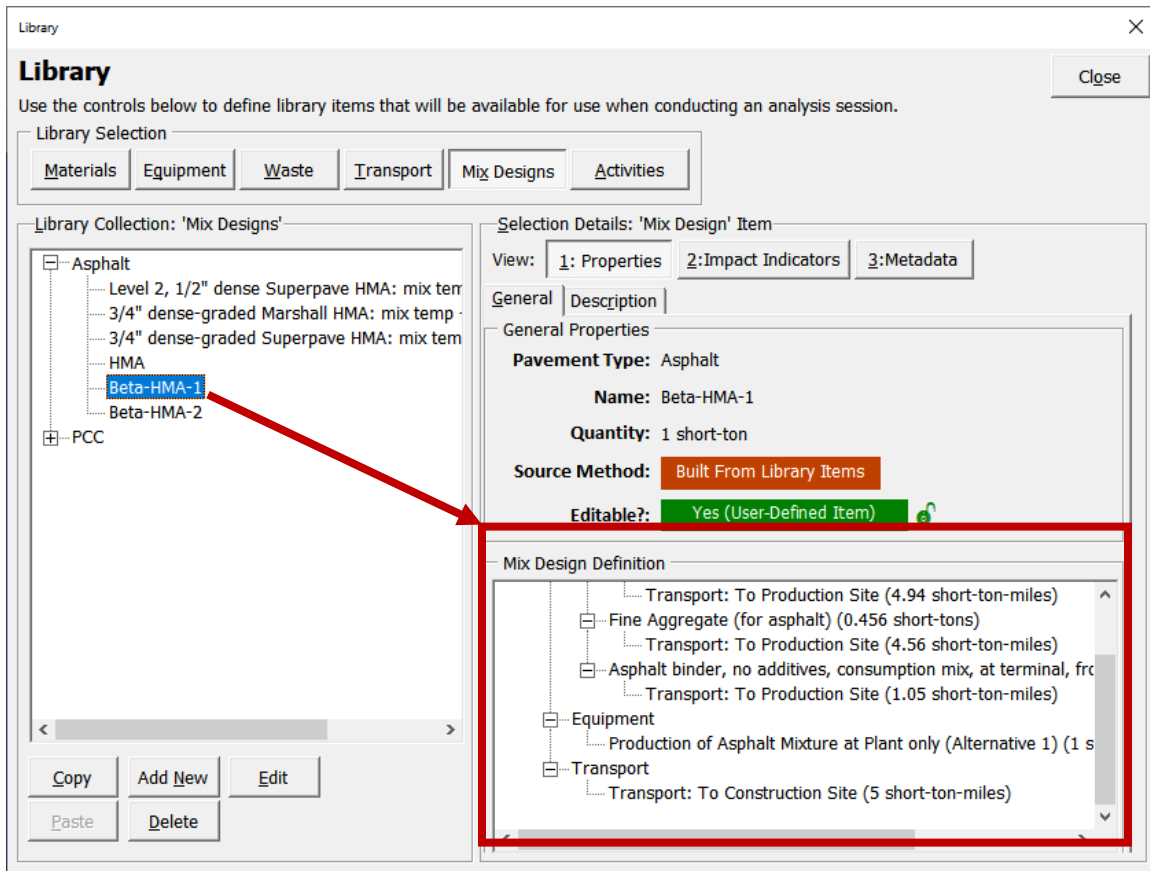 Library
Library
Close
Use the controls below to define library items that will be available for use when conducting an analysis session.
Library Selection
Materials Equipment Waste Transport Mix Designs Activities
Library Collection: 'Mix Designs'
Asphalt
Level 2, 1/2" dense Superpave HMA: mix tem
3/4" dense-graded Marshall HMA: mix temp -
3/4" dense-graded Superpave HMA: mix tem
HMA
Beta-HMA-1
Beta-HMA-2
PCC
Copy Add New Edit
Paste Delete
Selection Details: 'Mix Design' Item
View: 1: Properties 2:Impact Indicators 3:Metadata
General Description
General Properties
Pavement Type: Asphalt
Name: Beta-HMA-1
Quantity: 1 short-ton
Source Method: Built From Library Items
Editable?: Yes (User-Defined Item)
Mix Design Definition
Transport: To Production Site (4.94 short-ton-miles)
Fine Aggregate (for asphalt) (0.456 short-tons)
Transport: To Production Site (4.56 short-ton-miles)
Asphalt binder, no additives, consumption mix, at terminal, frc
Transport: To Production Site (1.05 short-ton-miles)
Equipment
Production of Asphalt Mixture at Plant only (Alternative 1) (1 s
Transport
Transport: To Construction Site (5 short-ton-miles)